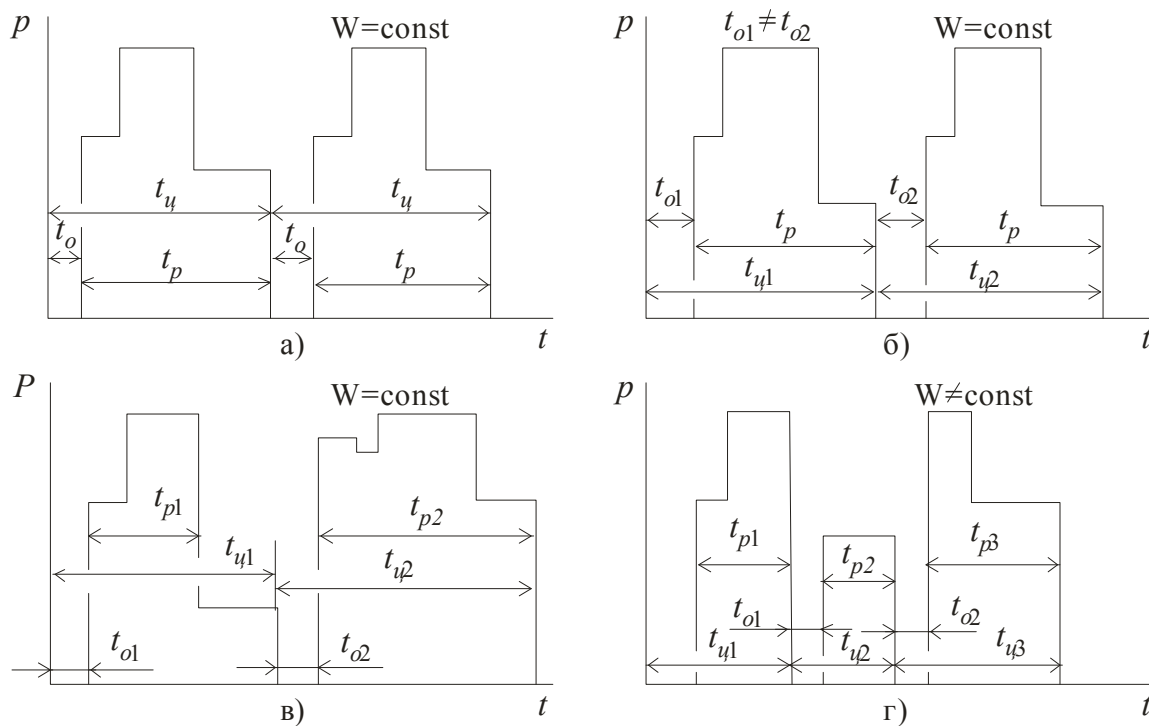 p
W=const
tц
tц
to
to
tp
tp
t
а)
p
to1 ≠ to2
W=const
to1
to2
tp
tp
tц1
tц2
t
б)
P
W=const
tp1
tp2
tц1
tц2
to1
to2
t
в)
p
W≠const
tp1
tp3
tp2
to1
to2
tц1
tц2
tц3
t
г)